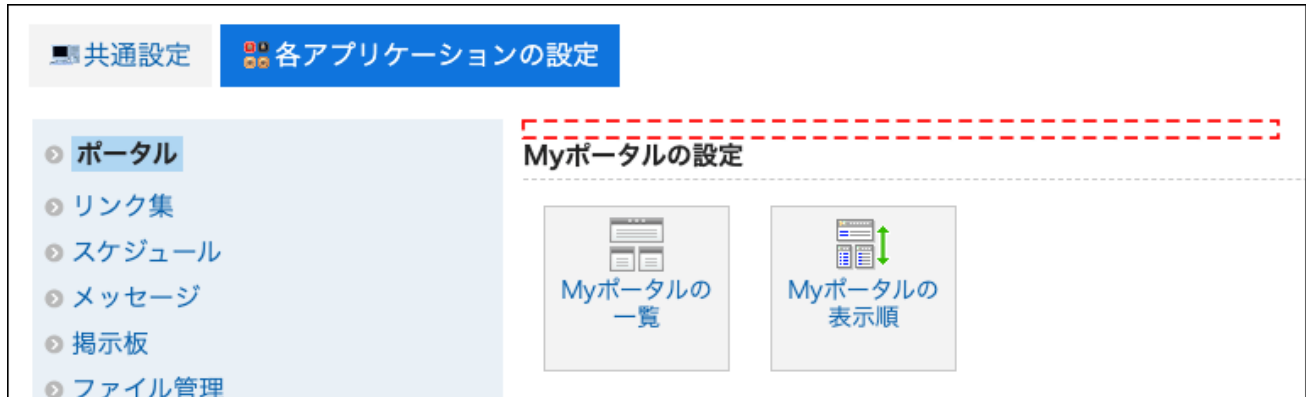 共通設定
各アプリケーションの設定
ポータル
リンク集
スケジュール
メッセージ
掲示板
ファイル管理
Myポータルの設定
Myポータルの
一覧
Myポータルの
表示順